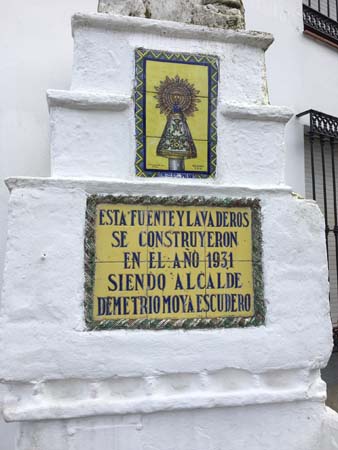 ESTA FUENTE Y LAVADEROS
SE CONSTRUYERON
EN EL AÑO 1931
SIENDO ALCALDE
DEMETRIO MOYA ESCUDERO